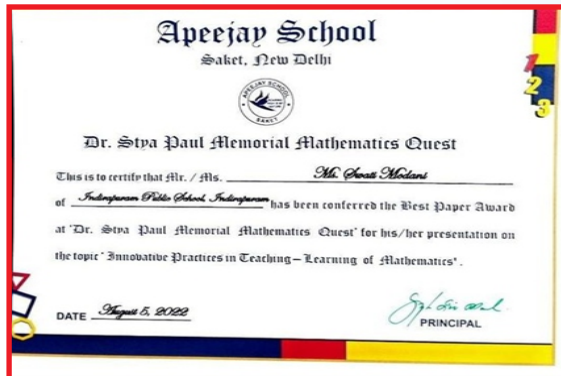 Apeejay School
Saket, New Delhi
APEEJAY SCHOOL
SAKET
Dr. Stya Paul Memorial Mathematics Quest
This is to certify that Mr. / Ms. Ms. Swati Modani
of Indirapuram Public School, Indirapuram has been conferred the Best Paper Award
at "Dr. Stya Paul Memorial Mathematics Quest" for his/her presentation on
the topic "Innovative Practices in Teaching–Learning of Mathematics".
DATE August 5, 2022
PRINCIPAL
1
2
3